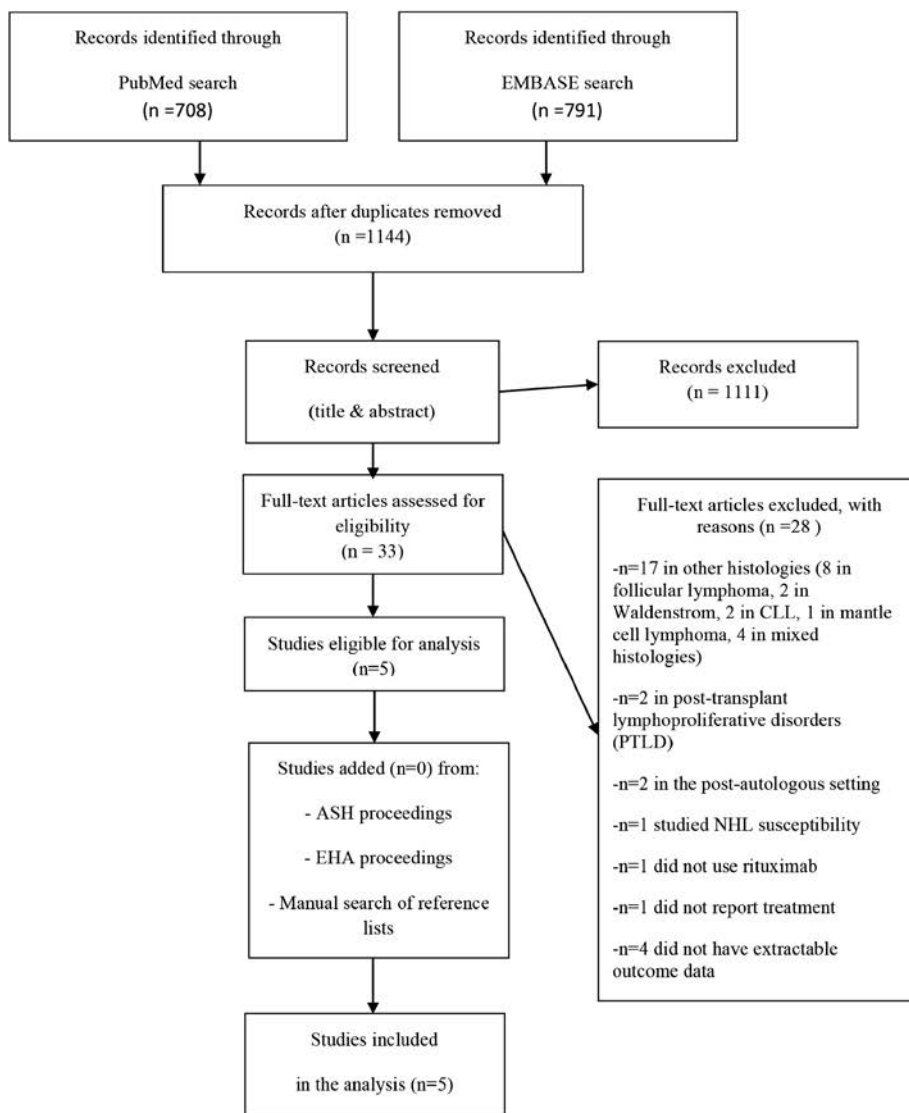 Records identified through
PubMed search
(n =708)
Records identified through
EMBASE search
(n =791)
Records after duplicates removed
(n =1144)
Records screened
(title & abstract)
Records excluded
(n = 1111)
Full-text articles assessed for
eligibility
(n = 33)
Full-text articles excluded, with
reasons (n =28 )
-n=17 in other histologies (8 in
follicular lymphoma, 2 in
Waldenstrom, 2 in CLL, 1 in mantle
cell lymphoma, 4 in mixed
histologies)
-n=2 in post-transplant
lymphoproliferative disorders
(PTLD)
-n=2 in the post-autologous setting
-n=1 studied NHL susceptibility
-n=1 did not use rituximab
-n=1 did not report treatment
-n=4 did not have extractable
outcome data
Studies eligible for analysis
(n=5)
Studies added (n=0) from:
- ASH proceedings
- EHA proceedings
- Manual search of reference
lists
Studies included
in the analysis (n=5)